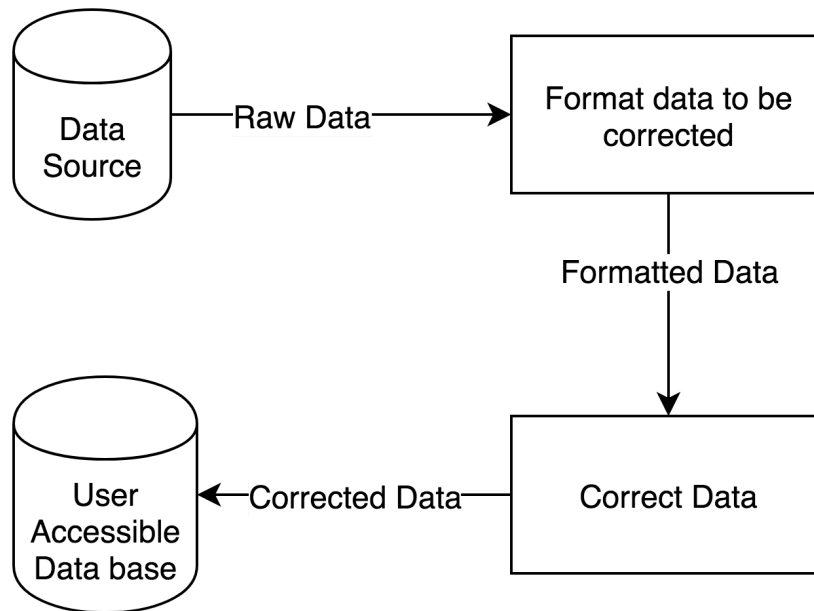 Data
Source
Raw Data
Format data to be
corrected
Formatted Data
Correct Data
Corrected Data
User
Accessible
Data base